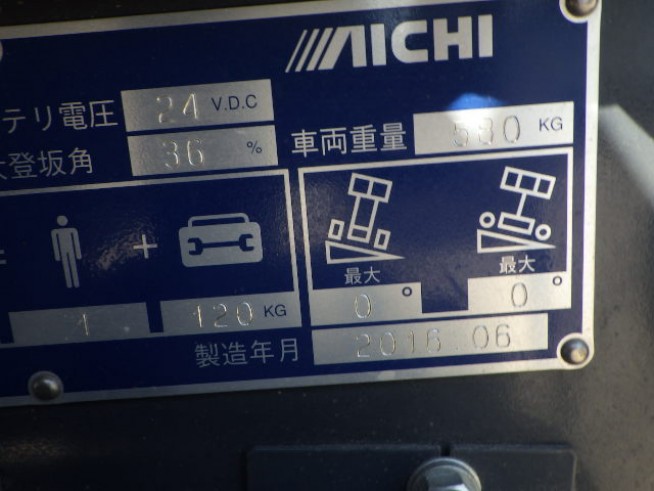 AICHI
テリ電圧 24 V.D.C
大登坂角 36 %
車両重量 580 KG
+
最大 0°
最大 0°
1
120 KG
製造年月 2016.06